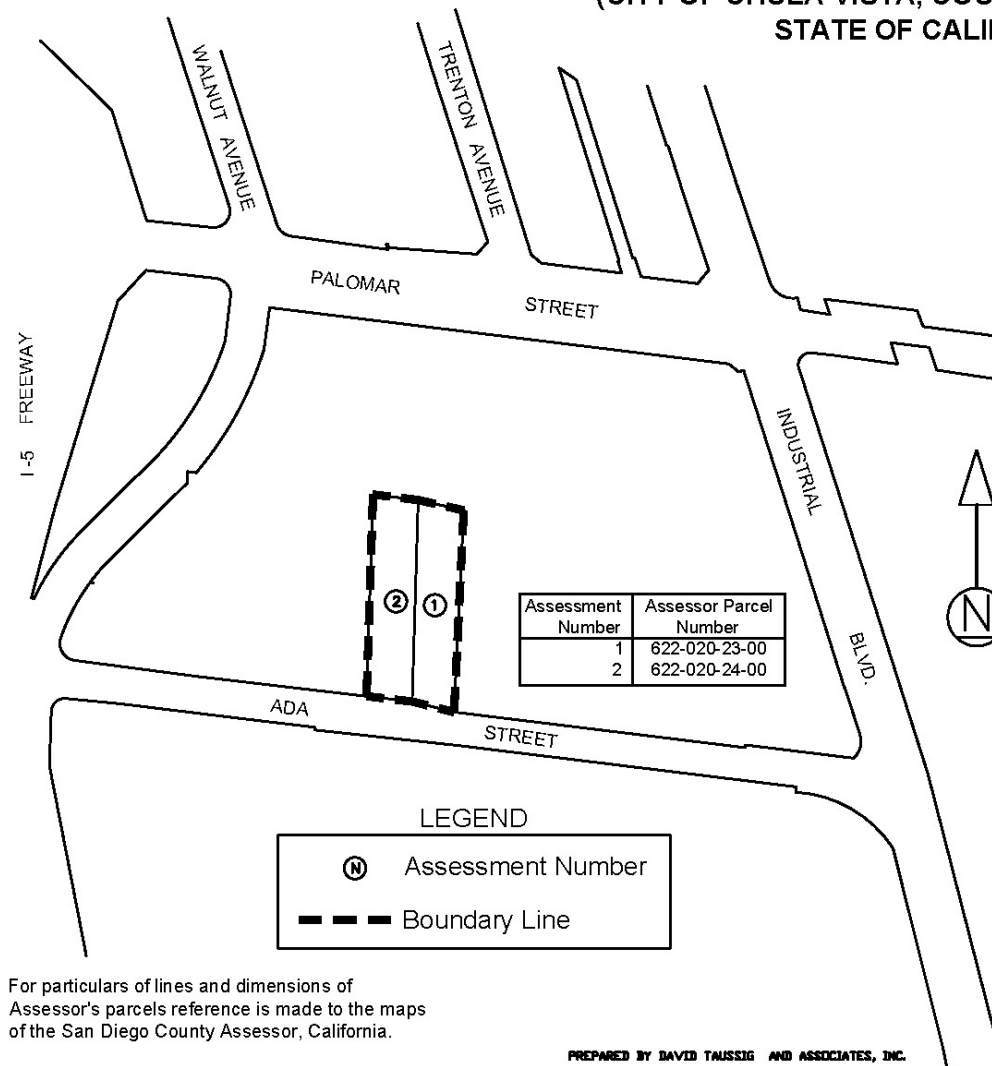 STATE OF CALI
WALNUT AVENUE
TRENTON AVENUE
PALOMAR STREET
I-5 FREEWAY
INDUSTRIAL BLVD.
N
2
1
Assessment Number Assessor Parcel Number
1 622-020-23-00
2 622-020-24-00
ADA STREET
LEGEND
N Assessment Number
Boundary Line
For particulars of lines and dimensions of
Assessor's parcels reference is made to the maps
of the San Diego County Assessor, California.
PREPARED BY DAVID TAUSSIG AND ASSOCIATES, INC.